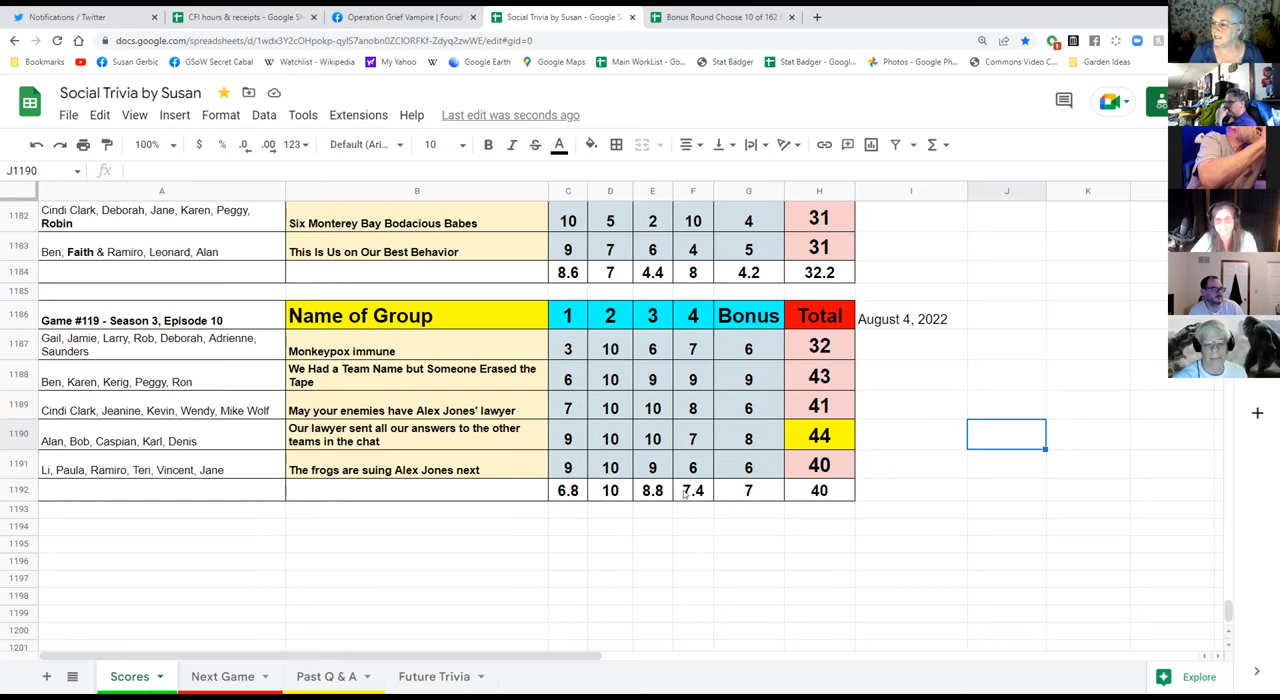 Notifications / Twitter
CFI hours & receipts - Google Sh
Operation Grief Vampire | Found
Social Trivia by Susan - Google S
Bonus Round Choose 10 of 162 I
docs.google.com/spreadsheets/d/
Bookmarks
Susan Gerbic
GSoW Secret Cabal
Watchlist - Wikipedia
My Yahoo
Google Earth
Google Maps
Main WorkList - Go...
Stat Badger
Stat Badger - Googl...
Photos - Google Ph...
Commons Video C...
Garden Ideas
Social Trivia by Susan
File Edit View Insert Format Data Tools Extensions Help Last edit was seconds ago
100% $ % .0 .00 123 Default (Ari... 10 B I S A
J1190 fx
A B C D E F G H I J K
1182 Cindi Clark, Deborah, Jane, Karen, Peggy, Robin Six Monterey Bay Bodacious Babes 10 5 2 10 4 31
1183 Ben, Faith & Ramiro, Leonard, Alan This Is Us on Our Best Behavior 9 7 6 4 5 31
1184 8.6 7 4.4 8 4.2 32.2
1185
1186 Game #119 - Season 3, Episode 10 Name of Group 1 2 3 4 Bonus Total August 4, 2022
1187 Gail, Jamie, Larry, Rob, Deborah, Adrienne, Saunders Monkeypox immune 3 10 6 7 6 32
1188 Ben, Karen, Kerig, Peggy, Ron We Had a Team Name but Someone Erased the Tape 6 10 9 9 9 43
1189 Cindi Clark, Jeanine, Kevin, Wendy, Mike Wolf May your enemies have Alex Jones' lawyer 7 10 10 8 6 41
1190 Alan, Bob, Caspian, Karl, Denis Our lawyer sent all our answers to the other teams in the chat 9 10 10 7 8 44
1191 Li, Paula, Ramiro, Teri, Vincent, Jane The frogs are suing Alex Jones next 9 10 9 6 6 40
1192 6.8 10 8.8 7.4 7 40
1193
1194
1195
1196
1197
1198
1199
1200
1201
Scores Next Game Past Q & A Future Trivia Explore